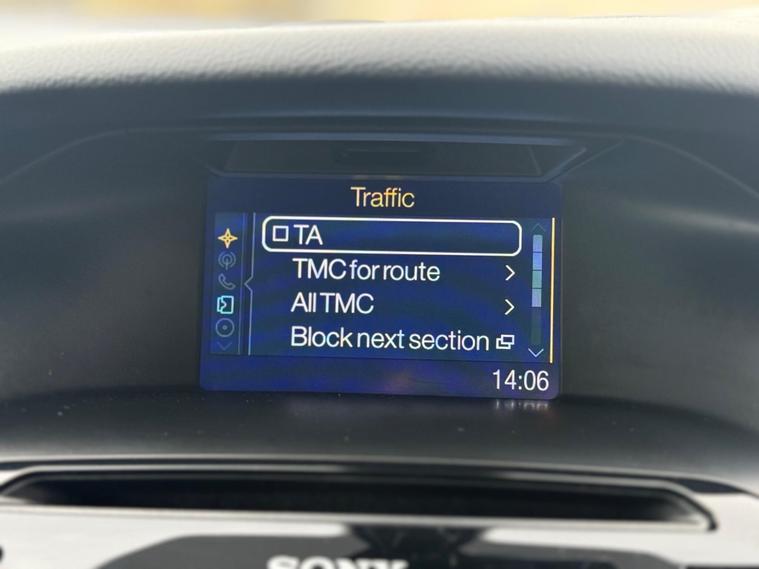 Traffic
TA
TMC for route
All TMC
Block next section
14:06
SONY